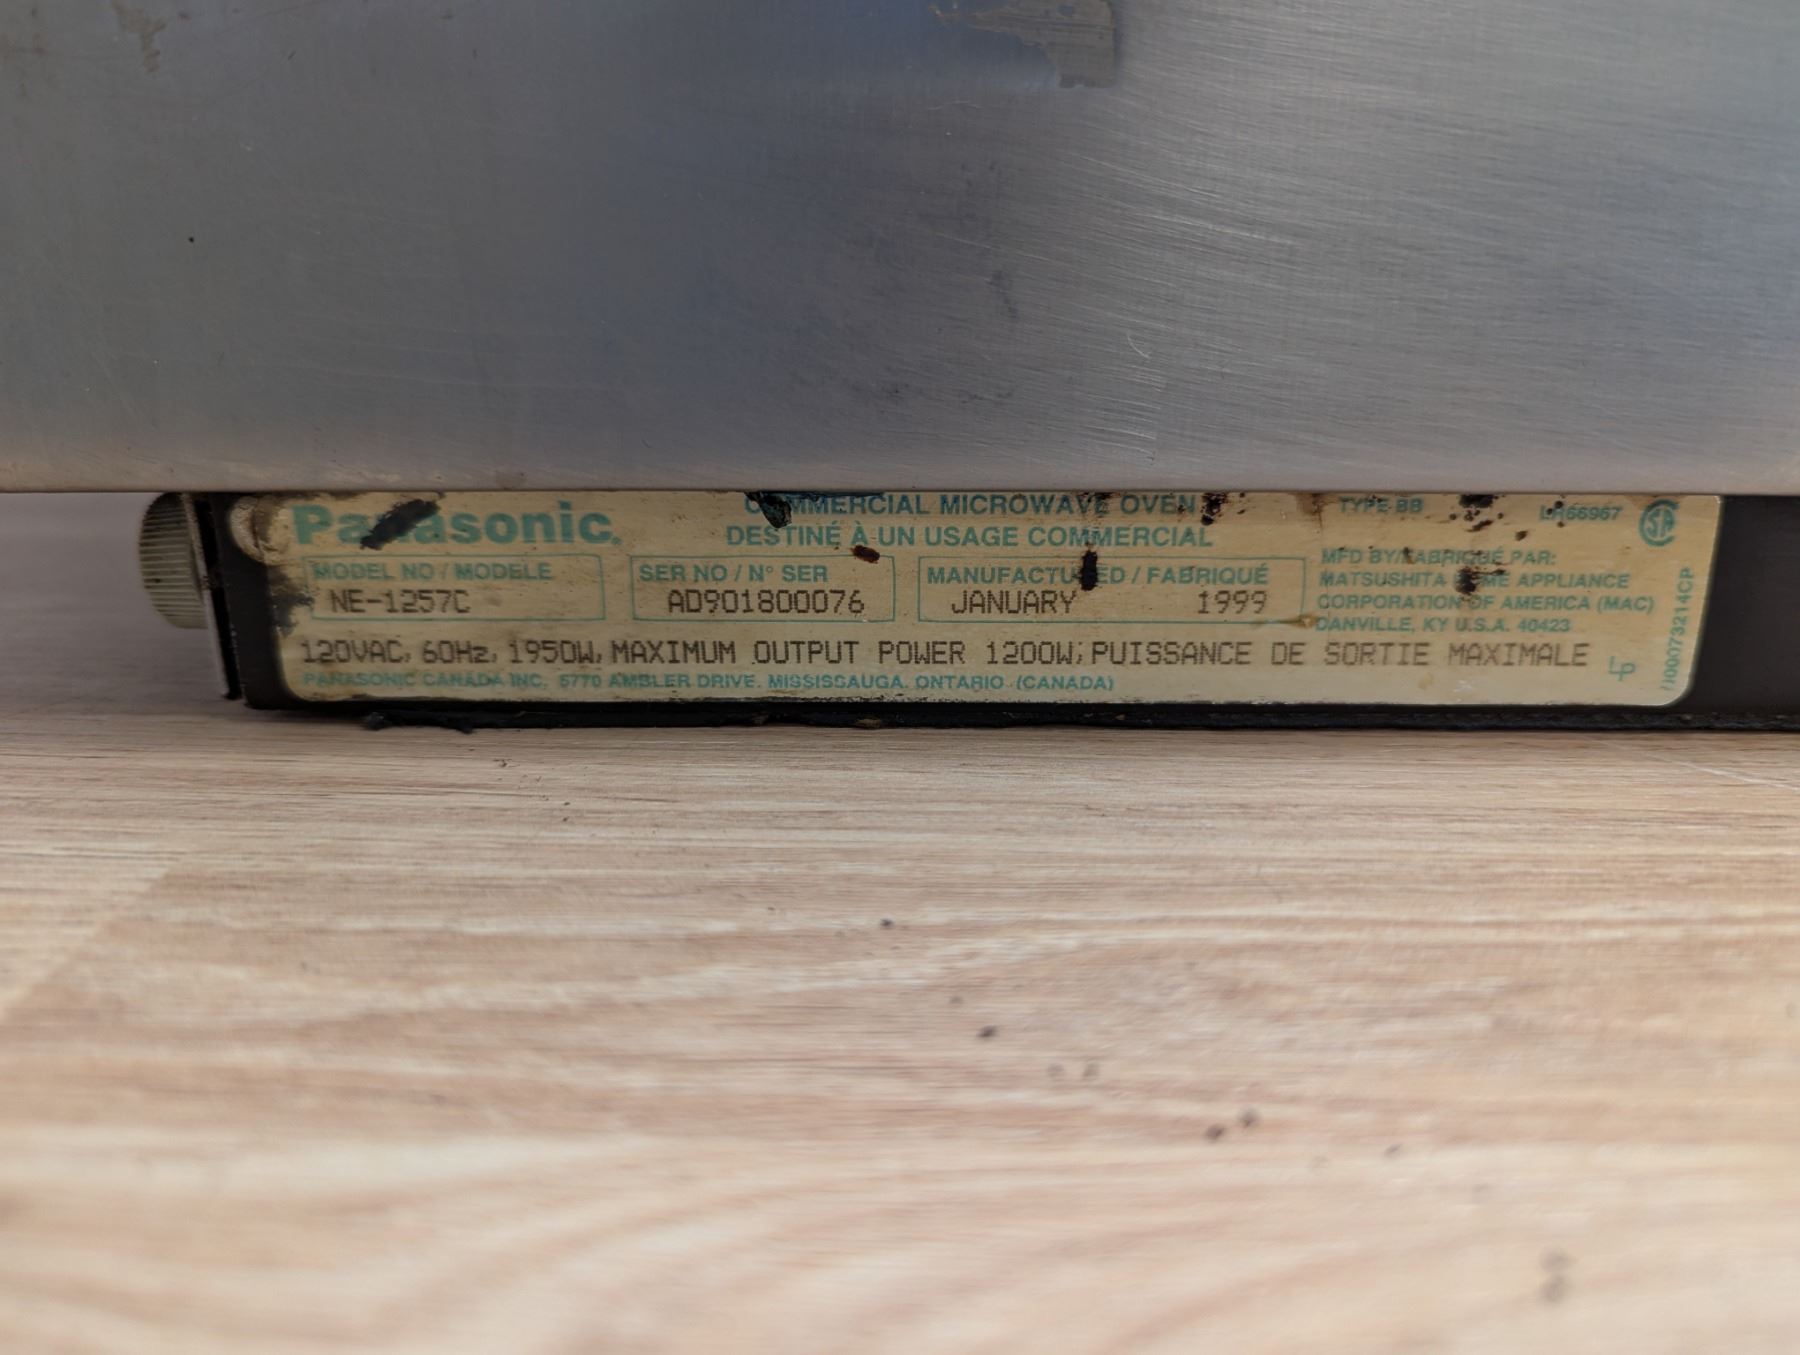 Panasonic
COMMERCIAL MICROWAVE OVEN
DESTINÉ À UN USAGE COMMERCIAL
TYPE BB
LR66967
MODEL NO / MODELE
NE-1257C
SER NO / N° SER
AD901800076
MANUFACTURED / FABRIQUÉ
JANUARY 1999
MFD BY/FABRIQUÉ PAR:
MATSUSHITA HOME APPLIANCE
CORPORATION OF AMERICA (MAC)
DANVILLE, KY U.S.A. 40423
120VAC, 60Hz, 1950W, MAXIMUM OUTPUT POWER 1200W; PUISSANCE DE SORTIE MAXIMALE
PANASONIC CANADA INC. 5770 AMBLER DRIVE. MISSISSAUGA. ONTARIO (CANADA)
LP